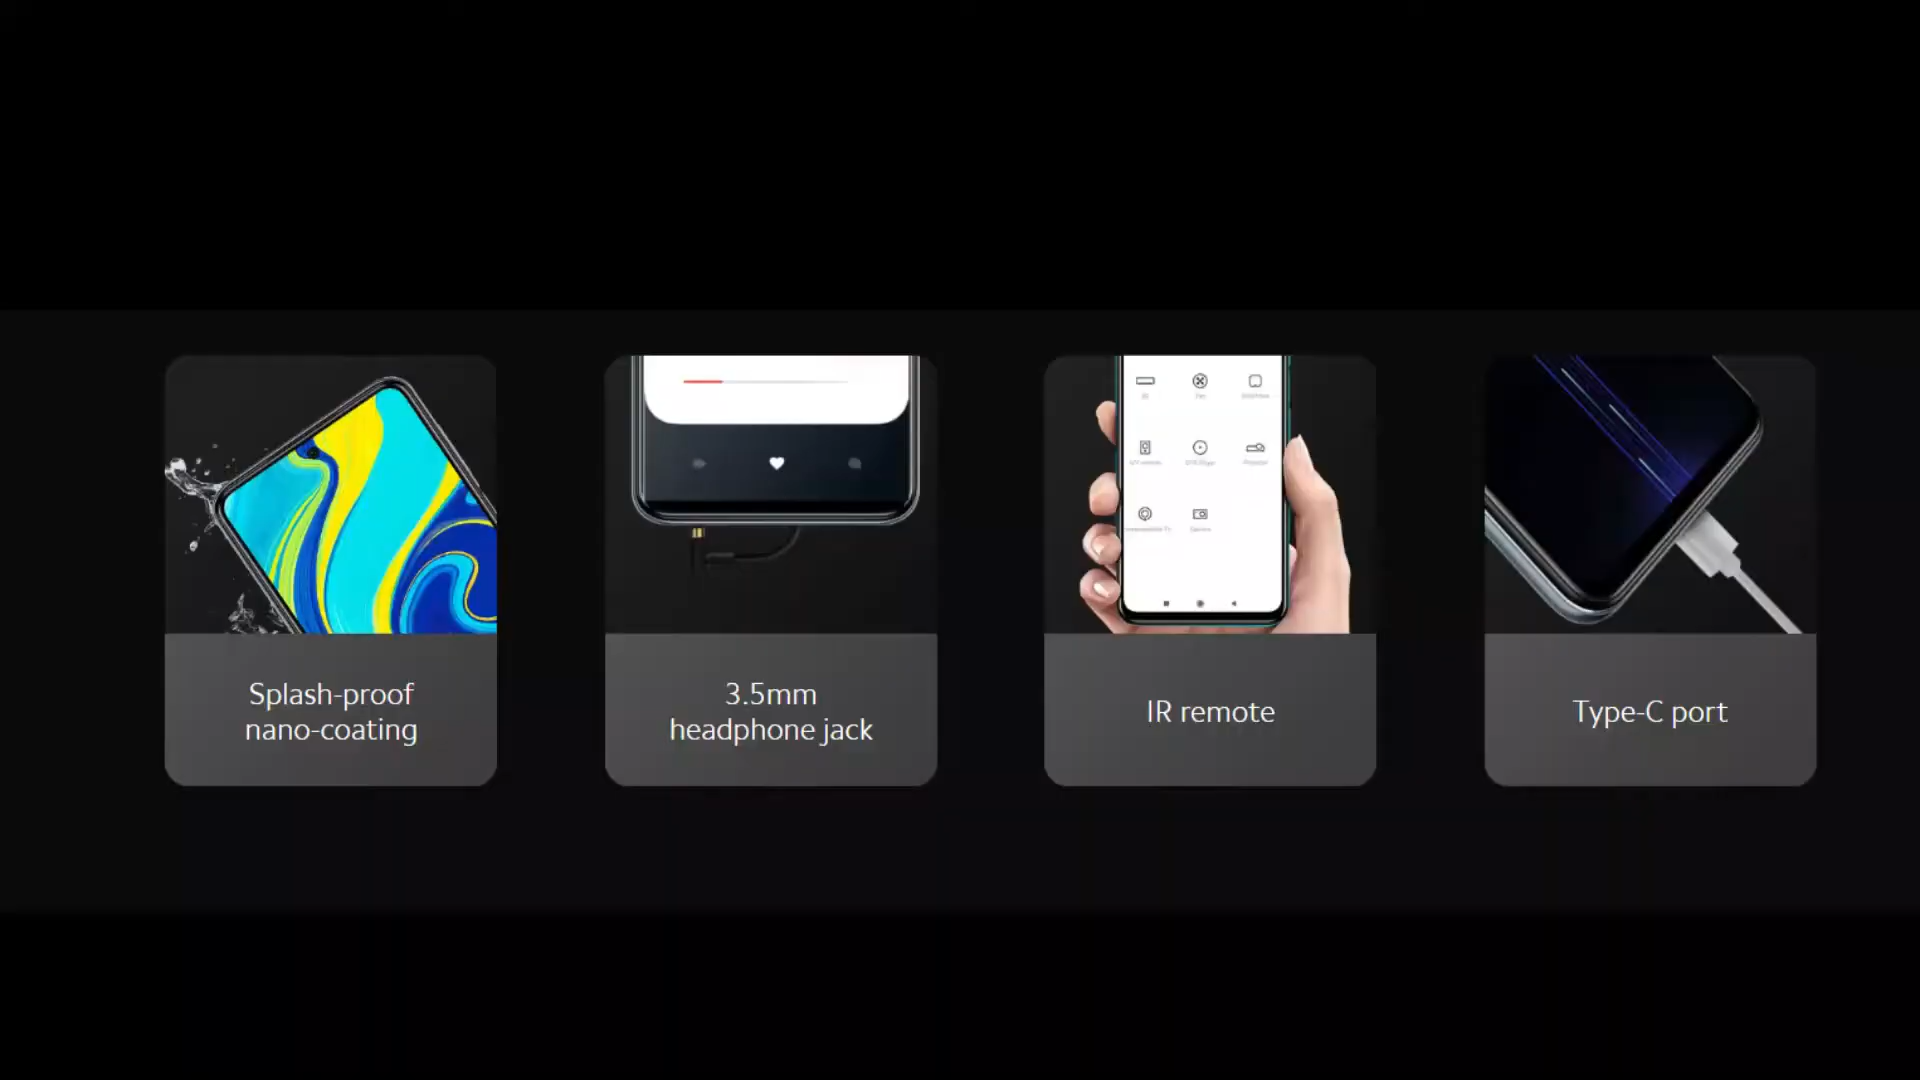 Splash-proof
nano-coating
3.5mm
headphone jack
IR remote
Type-C port